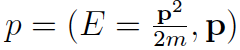 p = (E = \frac{\mathbf{p}^2}{2m}, \mathbf{p})